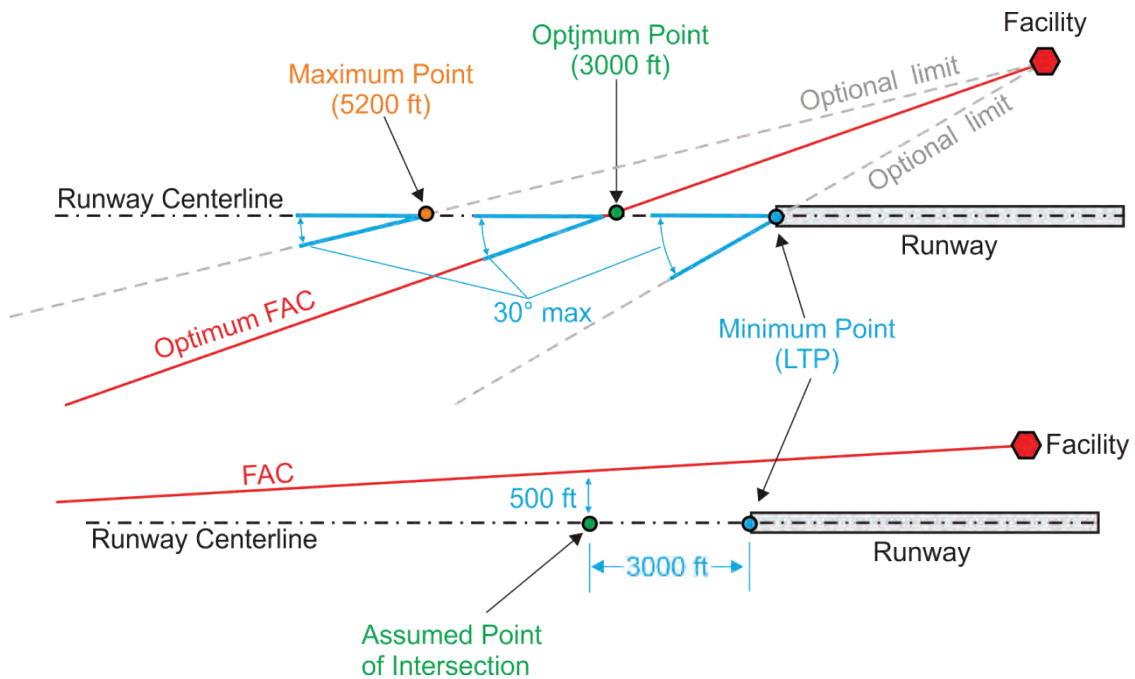 Facility
Optjmum Point
(3000 ft)
Maximum Point
(5200 ft)
Optional limit
Optional limit
Runway Centerline
Runway
Optimum FAC
30° max
Minimum Point
(LTP)
Facility
FAC
500 ft
Runway Centerline
Runway
3000 ft
Assumed Point
of Intersection